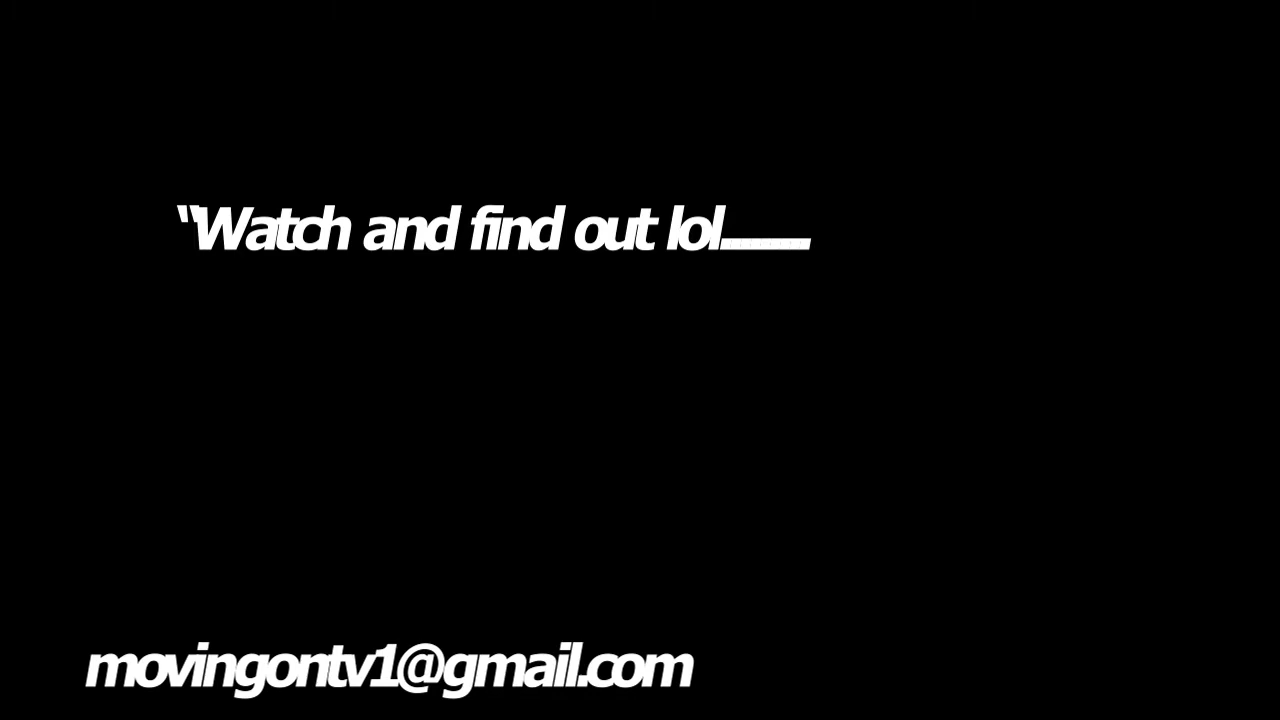 “Watch and find out lol..........
movingontv1@gmail.com